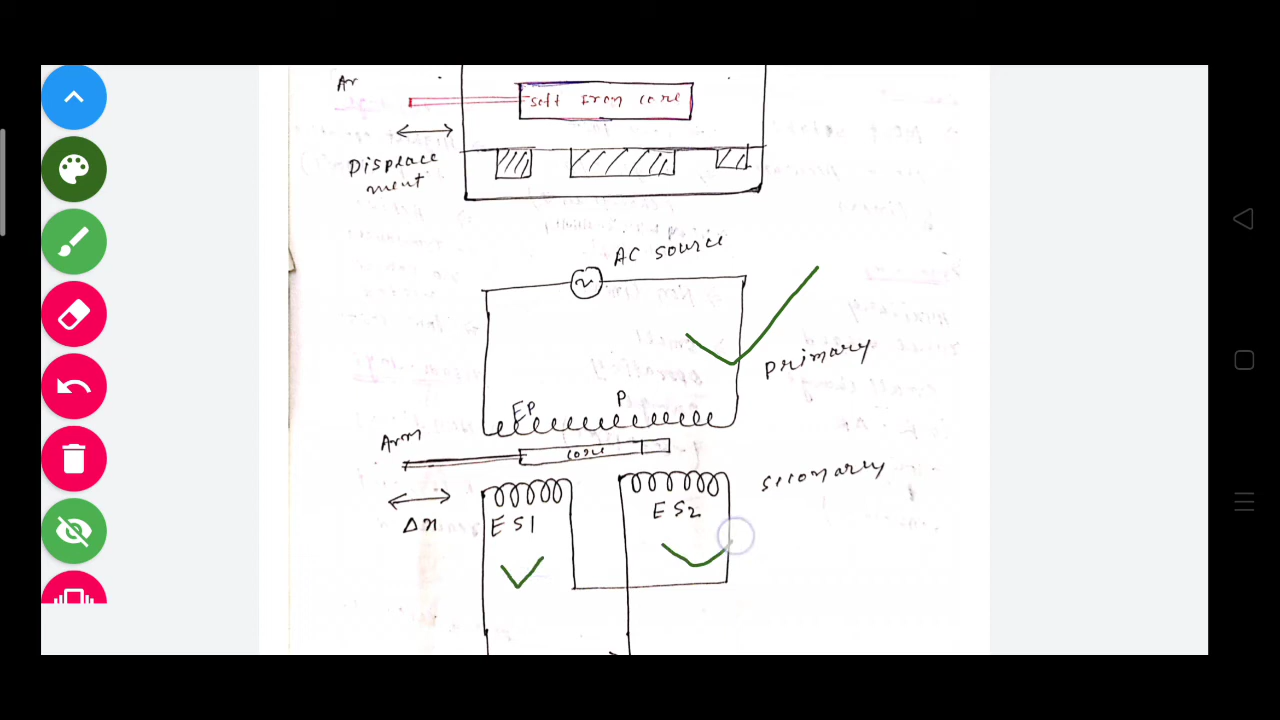 Ar
Soft Iron core
Displace
ment
AC source
Primary
EP
P
Arm
core
Secondary
Δx
ES1
ES2